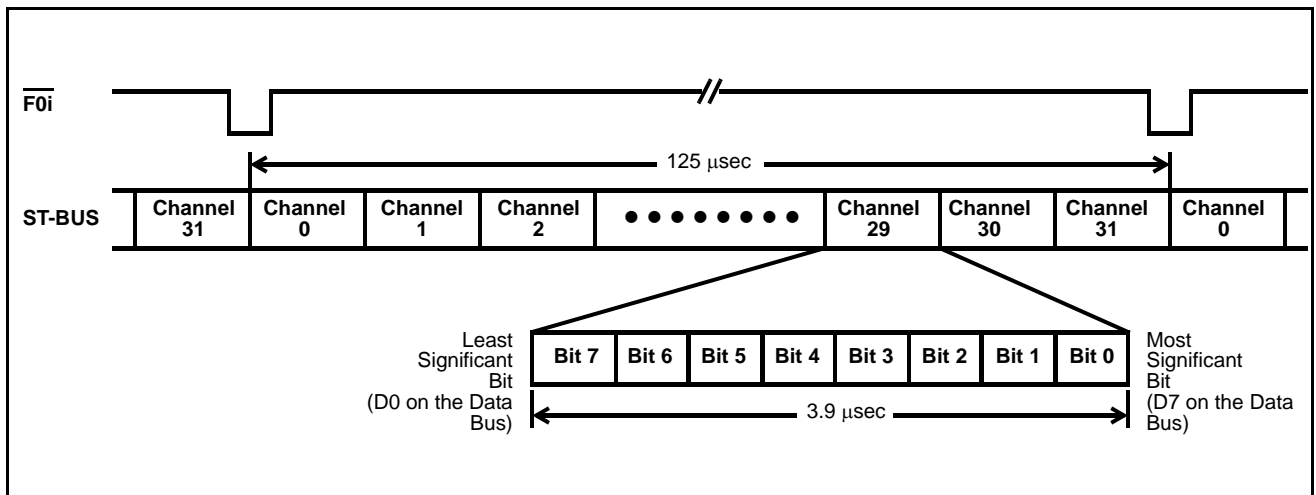 F0i
125 μsec
ST-BUS
Channel 31
Channel 0
Channel 1
Channel 2
Channel 29
Channel 30
Channel 31
Channel 0
Least
Significant
Bit
(D0 on the Data
Bus)
Bit 7
Bit 6
Bit 5
Bit 4
Bit 3
Bit 2
Bit 1
Bit 0
Most
Significant
Bit
(D7 on the Data
Bus)
3.9 μsec